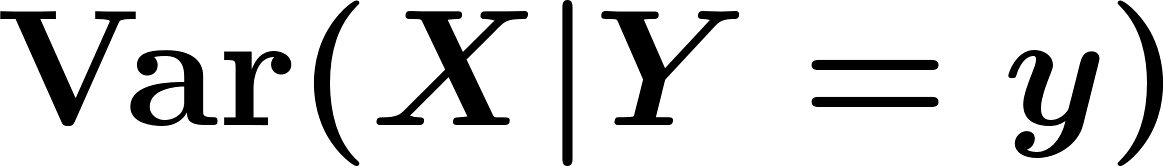 Var(X|Y = y)